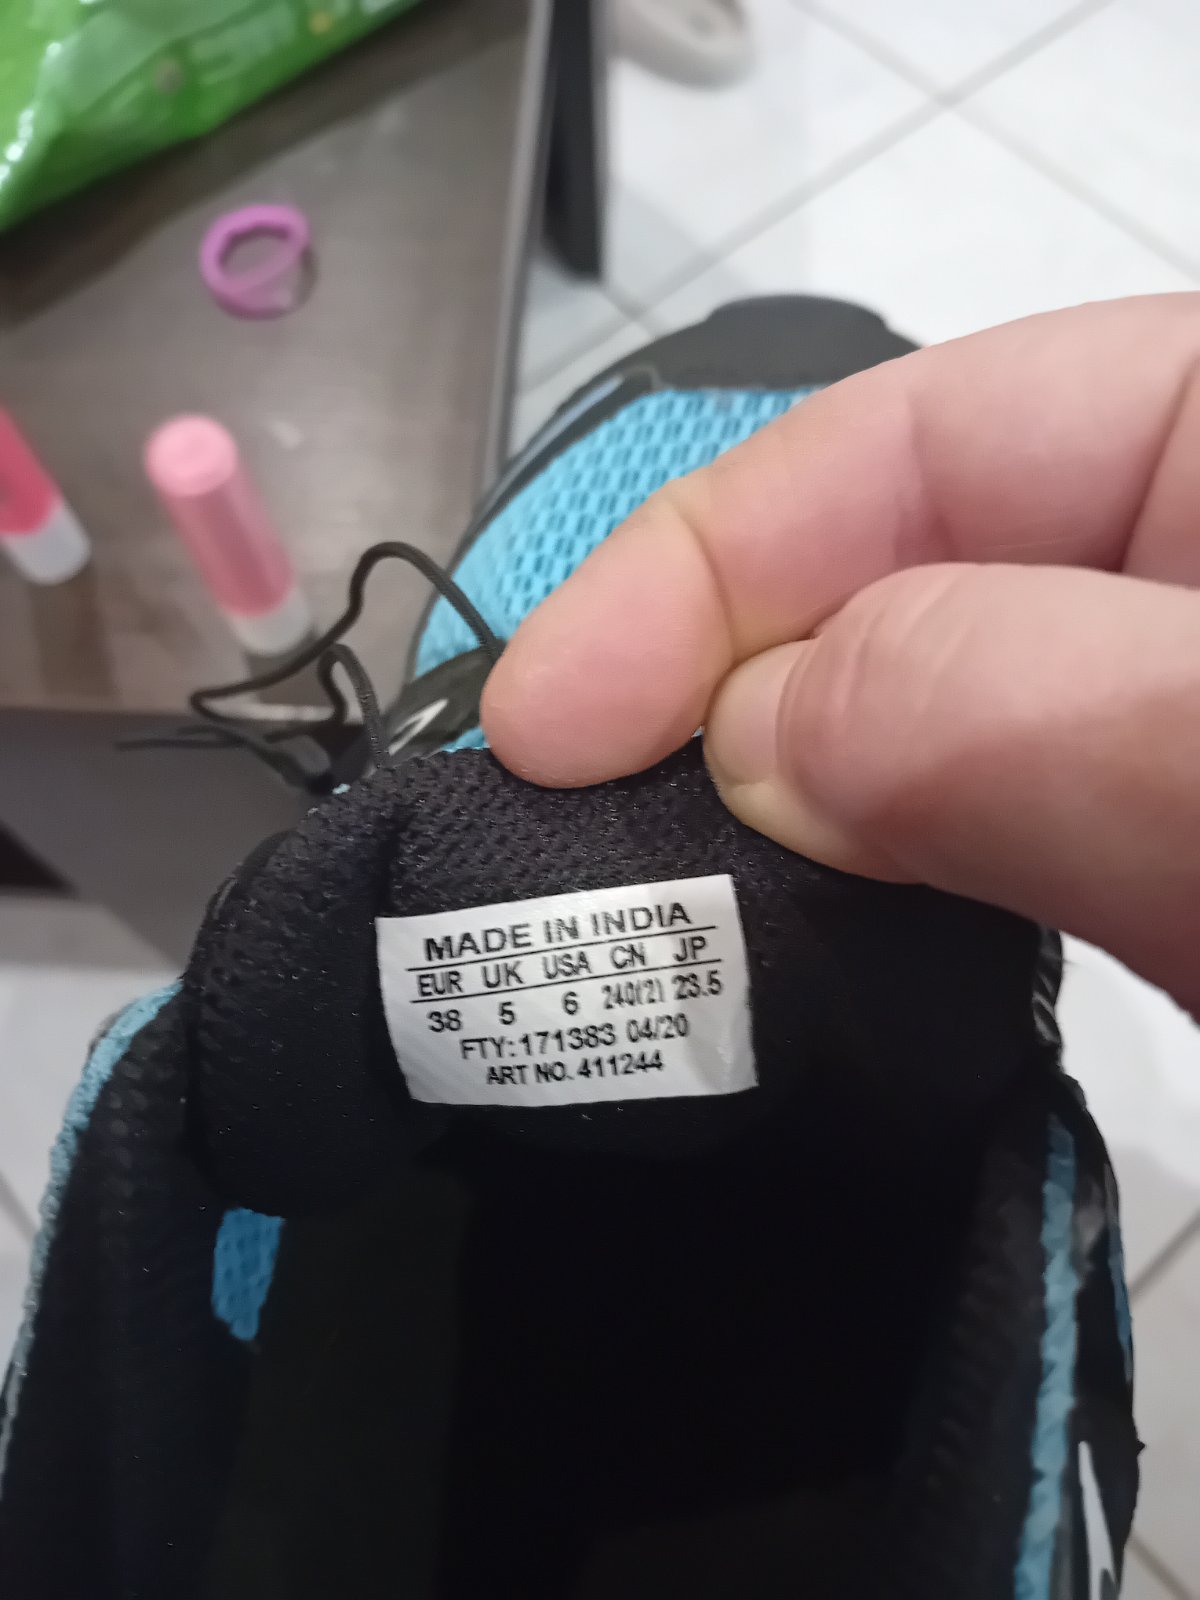 MADE IN INDIA
EUR UK USA CN JP
38 5 6 240(2) 23.5
FTY:171383 04/20
ART NO. 411244